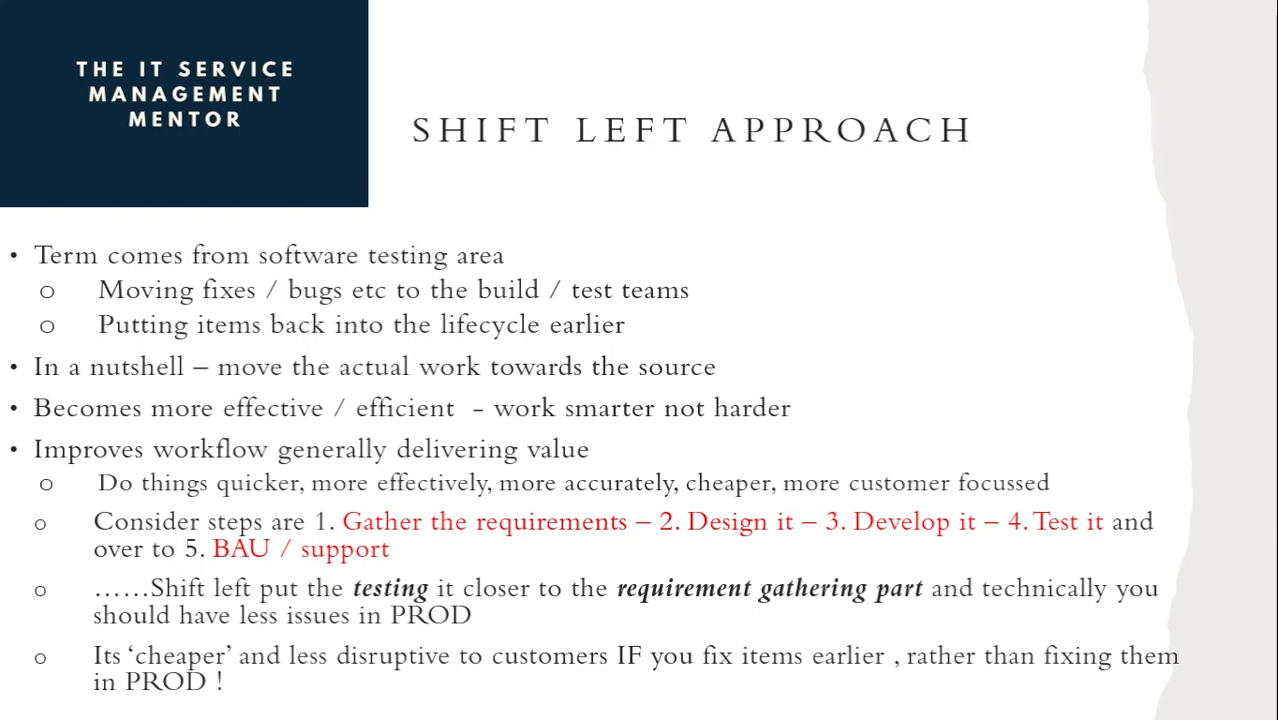 THE IT SERVICE
MANAGEMENT
MENTOR
SHIFT LEFT APPROACH
• Term comes from software testing area
o Moving fixes / bugs etc to the build / test teams
o Putting items back into the lifecycle earlier
• In a nutshell – move the actual work towards the source
• Becomes more effective / efficient - work smarter not harder
• Improves workflow generally delivering value
o Do things quicker, more effectively, more accurately, cheaper, more customer focussed
o Consider steps are 1. Gather the requirements – 2. Design it – 3. Develop it – 4. Test it and
over to 5. BAU / support
o ……Shift left put the testing it closer to the requirement gathering part and technically you
should have less issues in PROD
o Its ‘cheaper’ and less disruptive to customers IF you fix items earlier , rather than fixing them
in PROD !